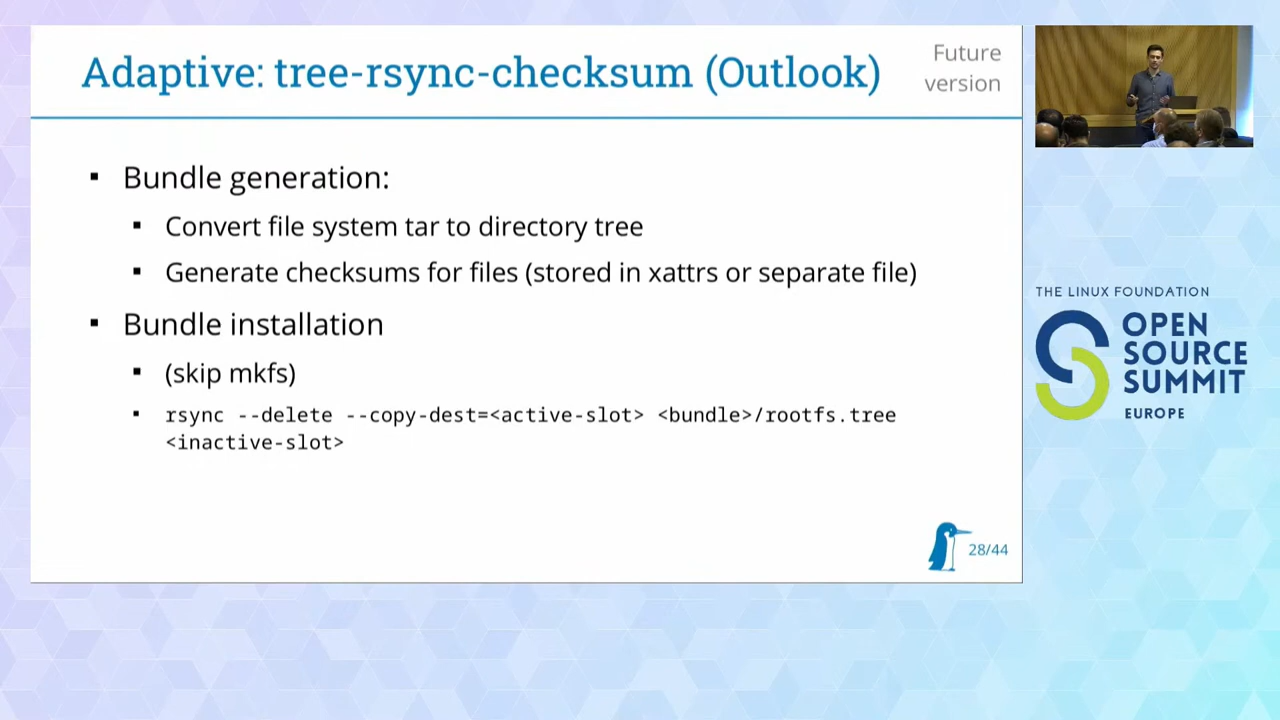 Adaptive: tree-rsync-checksum (Outlook)
Future
version
▪ Bundle generation:
▪ Convert file system tar to directory tree
▪ Generate checksums for files (stored in xattrs or separate file)
▪ Bundle installation
▪ (skip mkfs)
▪ rsync --delete --copy-dest=<active-slot> <bundle>/rootfs.tree
<inactive-slot>
28/44
THE LINUX FOUNDATION
OPEN
SOURCE
SUMMIT
EUROPE